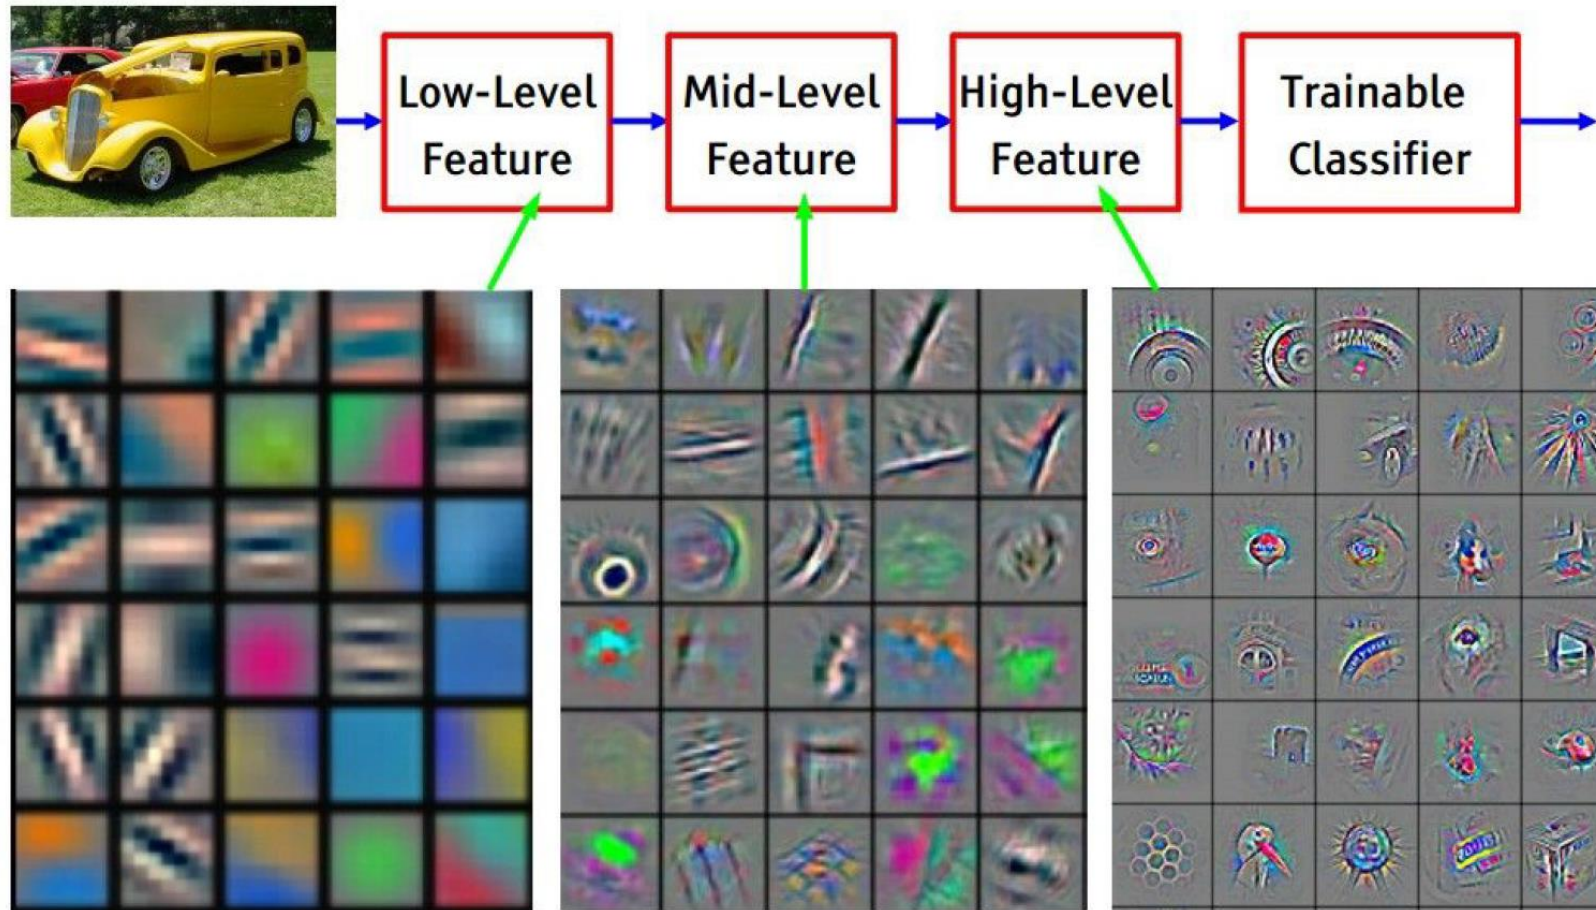 Low-Level
Feature
Mid-Level
Feature
High-Level
Feature
Trainable
Classifier